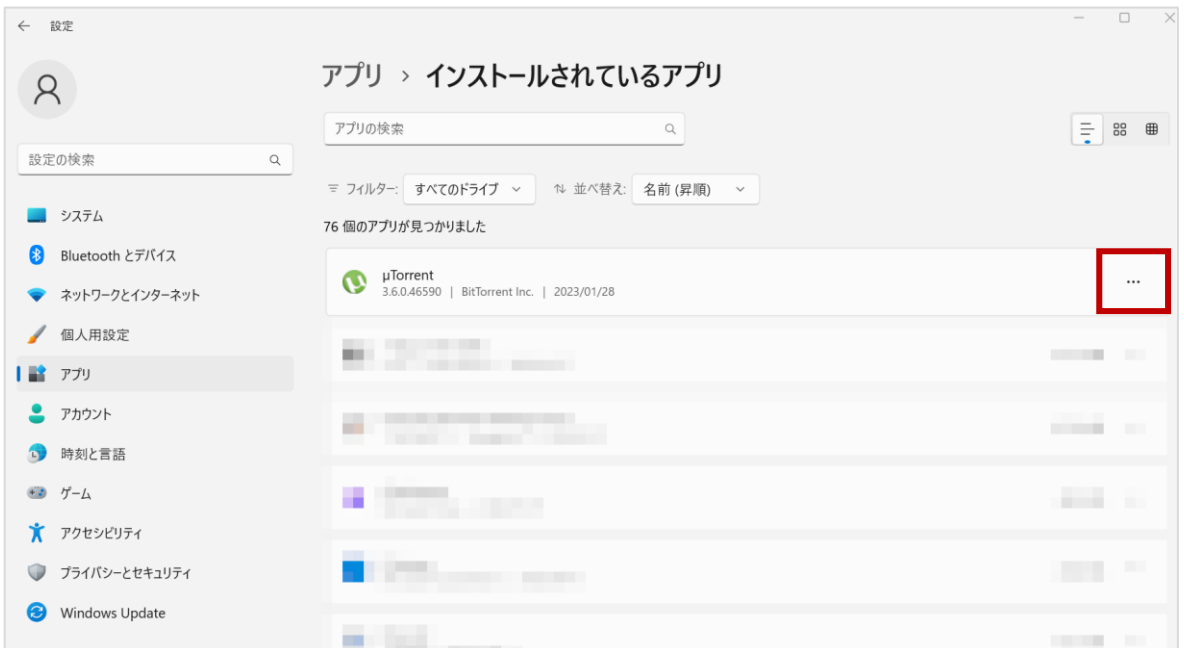 設定
アプリ › インストールされているアプリ
アプリの検索
設定の検索
フィルター: すべてのドライブ 並べ替え: 名前 (昇順)
76 個のアプリが見つかりました
システム
Bluetooth とデバイス
ネットワークとインターネット
個人用設定
アプリ
アカウント
時刻と言語
ゲーム
アクセシビリティ
プライバシーとセキュリティ
Windows Update
µTorrent
3.6.0.46590 | BitTorrent Inc. | 2023/01/28